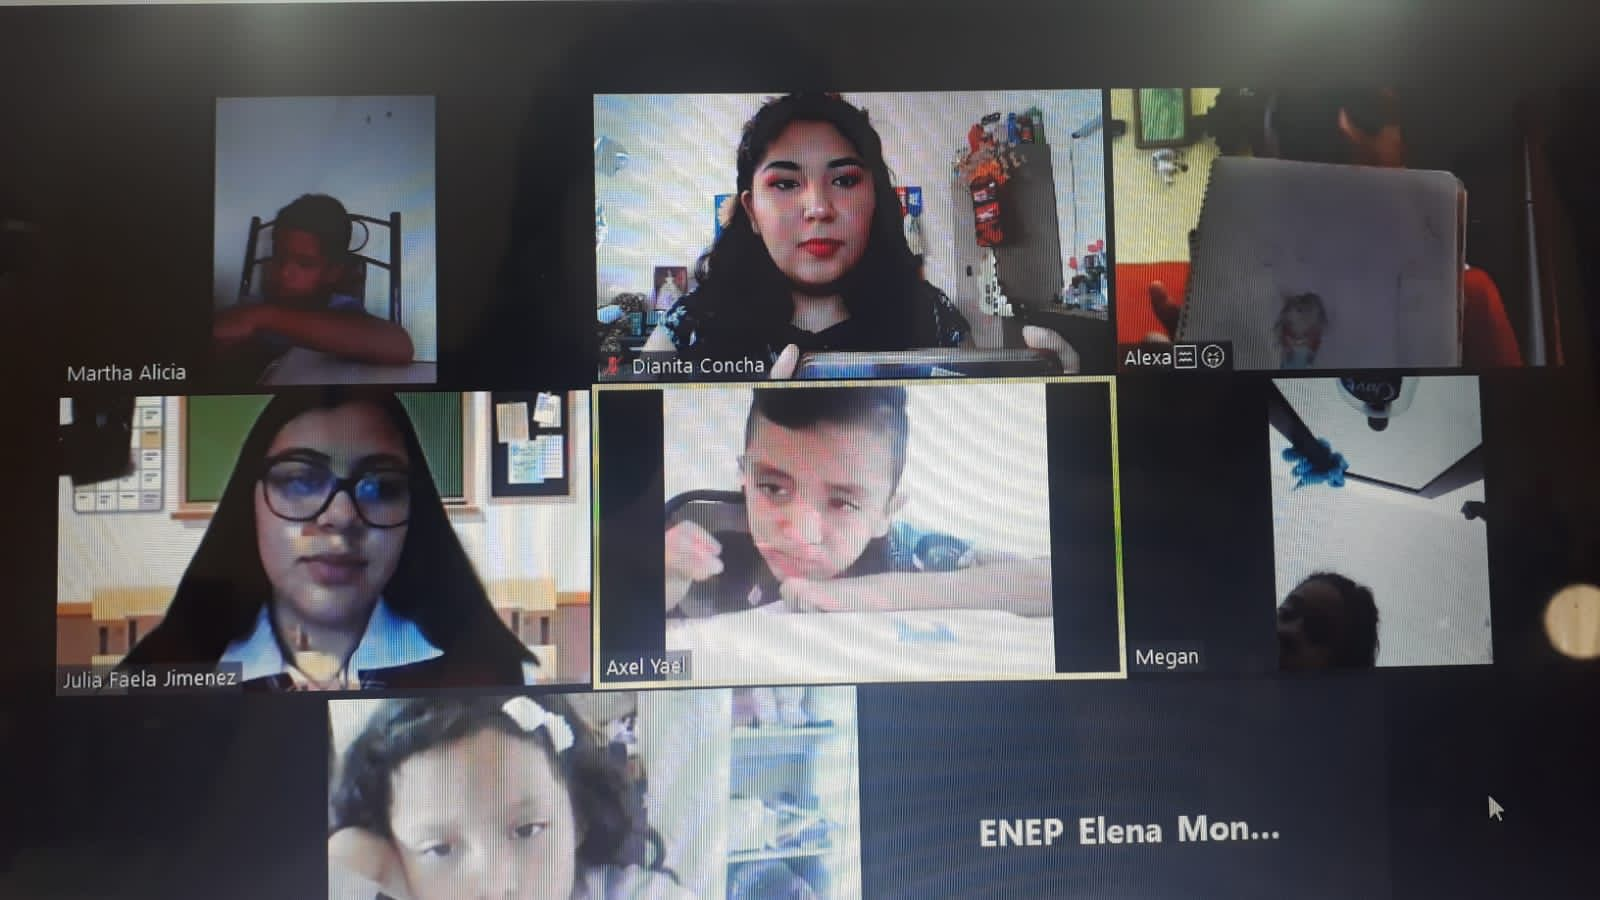 Martha Alicia
Dianita Concha
Alexa♒😝
Julia Faela Jimenez
Axel Yael
Megan
ENEP Elena Mon...